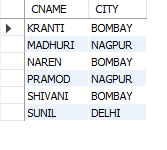 CNAME CITY
KRANTI BOMBAY
MADHURI NAGPUR
NAREN BOMBAY
PRAMOD NAGPUR
SHIVANI BOMBAY
SUNIL DELHI